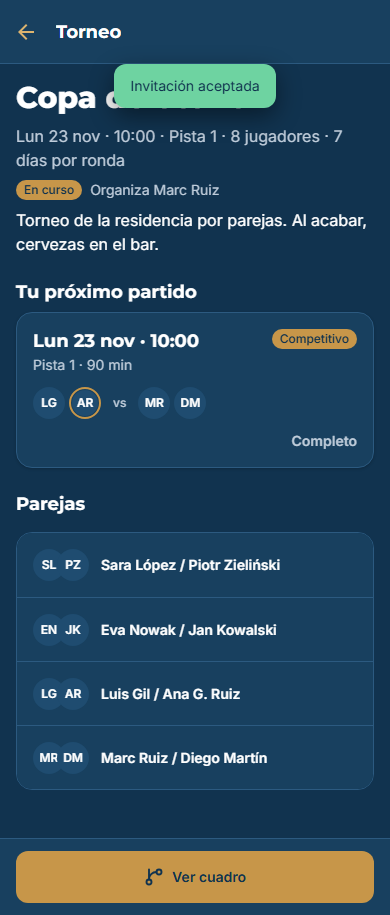 Torneo
Invitación aceptada
Copa
Lun 23 nov · 10:00 · Pista 1 · 8 jugadores · 7
días por ronda
En curso Organiza Marc Ruiz
Torneo de la residencia por parejas. Al acabar,
cervezas en el bar.
Tu próximo partido
Lun 23 nov · 10:00 Competitivo
Pista 1 · 90 min
LG AR vs MR DM
Completo
Parejas
SL PZ Sara López / Piotr Zieliński
EN JK Eva Nowak / Jan Kowalski
LG AR Luis Gil / Ana G. Ruiz
MR DM Marc Ruiz / Diego Martín
Ver cuadro